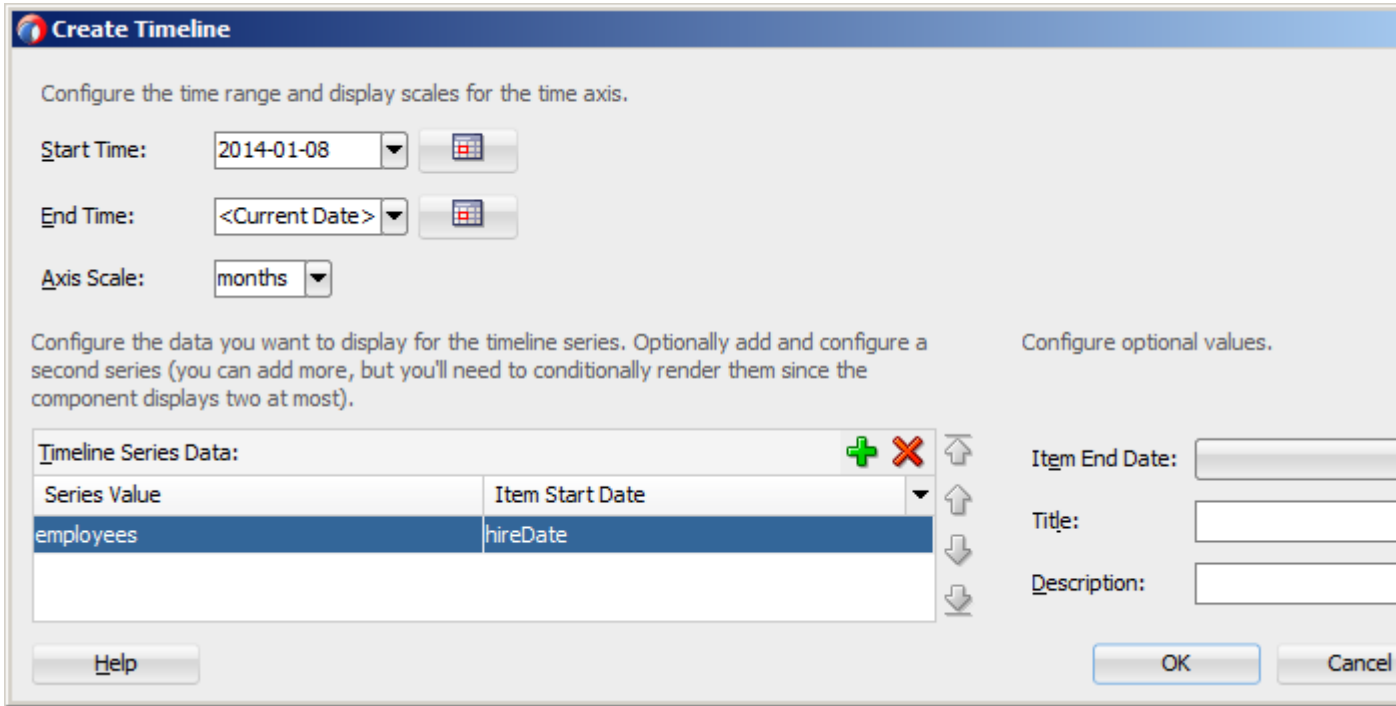 Create Timeline
Configure the time range and display scales for the time axis.
Start Time: 2014-01-08
End Time: <Current Date>
Axis Scale: months
Configure the data you want to display for the timeline series. Optionally add and configure a
second series (you can add more, but you'll need to conditionally render them since the
component displays two at most).
Configure optional values.
Timeline Series Data:
Series Value Item Start Date
employees hireDate
Item End Date:
Title:
Description:
Help OK Cancel